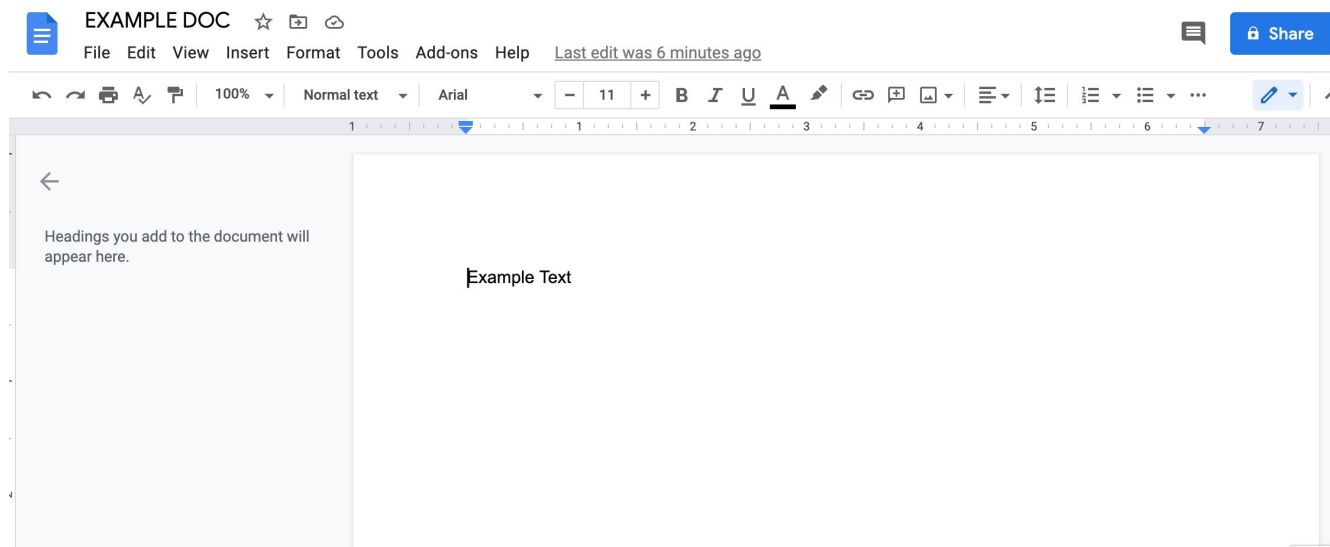 EXAMPLE DOC
File Edit View Insert Format Tools Add-ons Help Last edit was 6 minutes ago
Share
100% Normal text Arial − 11 + B I U A
1 1 2 3 4 5 6 7
Headings you add to the document will
appear here.
Example Text
2